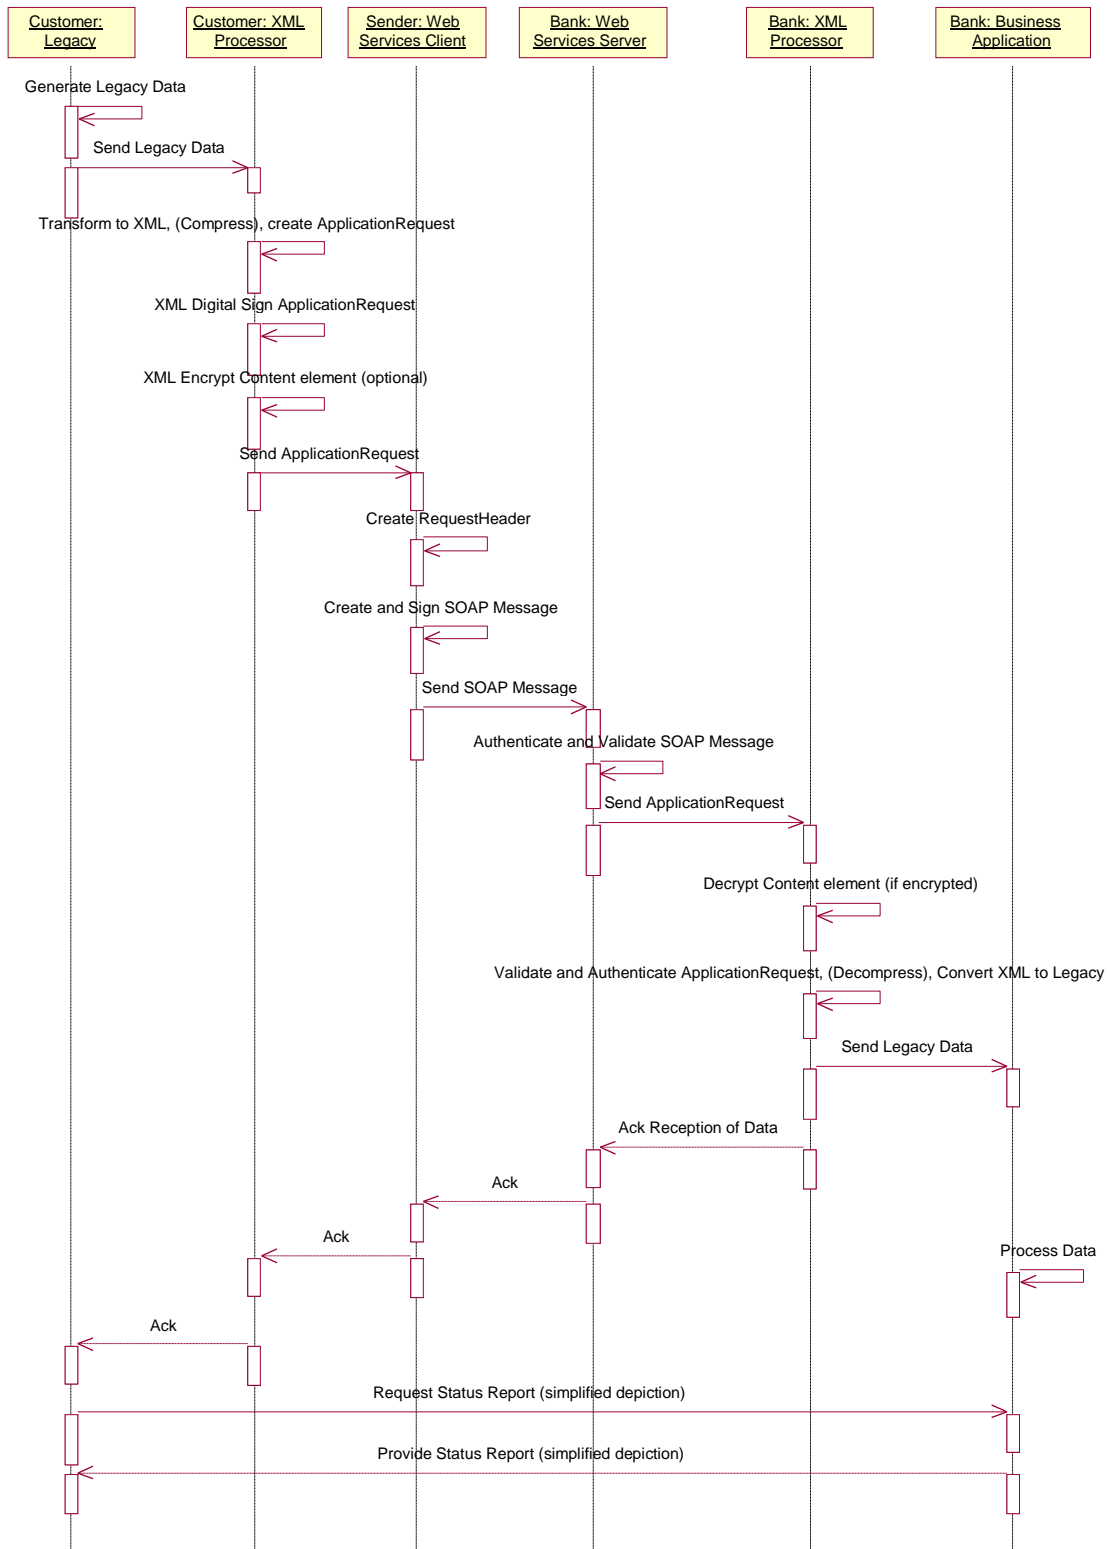 Customer:
Legacy
Customer: XML
Processor
Sender: Web
Services Client
Bank: Web
Services Server
Bank: XML
Processor
Bank: Business
Application
Generate Legacy Data
Send Legacy Data
Transform to XML, (Compress), create ApplicationRequest
XML Digital Sign ApplicationRequest
XML Encrypt Content element (optional)
Send ApplicationRequest
Create RequestHeader
Create and Sign SOAP Message
Send SOAP Message
Authenticate and Validate SOAP Message
Send ApplicationRequest
Decrypt Content element (if encrypted)
Validate and Authenticate ApplicationRequest, (Decompress), Convert XML to Legacy
Send Legacy Data
Ack Reception of Data
Ack
Ack
Process Data
Ack
Request Status Report (simplified depiction)
Provide Status Report (simplified depiction)